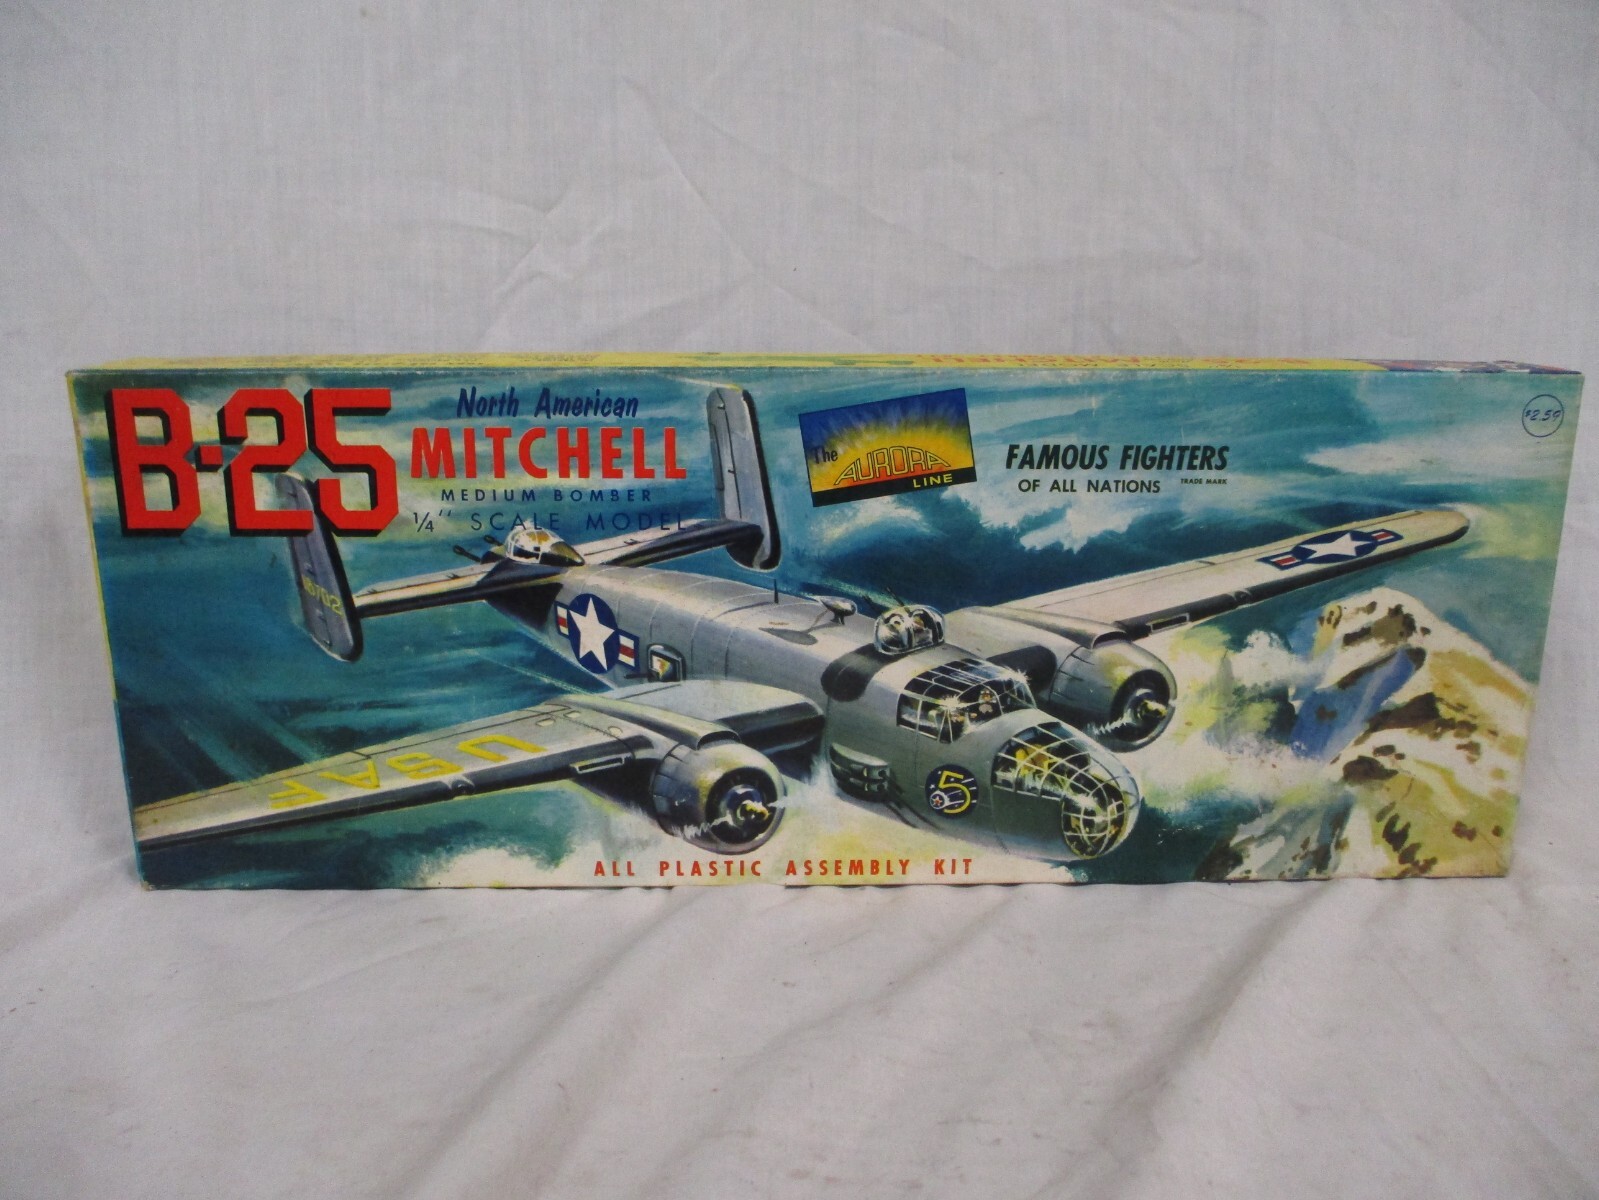 B-25
North American
MITCHELL
MEDIUM BOMBER
1/4" SCALE MODEL
The
AURORA
LINE
FAMOUS FIGHTERS
OF ALL NATIONS TRADE MARK
$2.59
USAF
5
ALL PLASTIC ASSEMBLY KIT